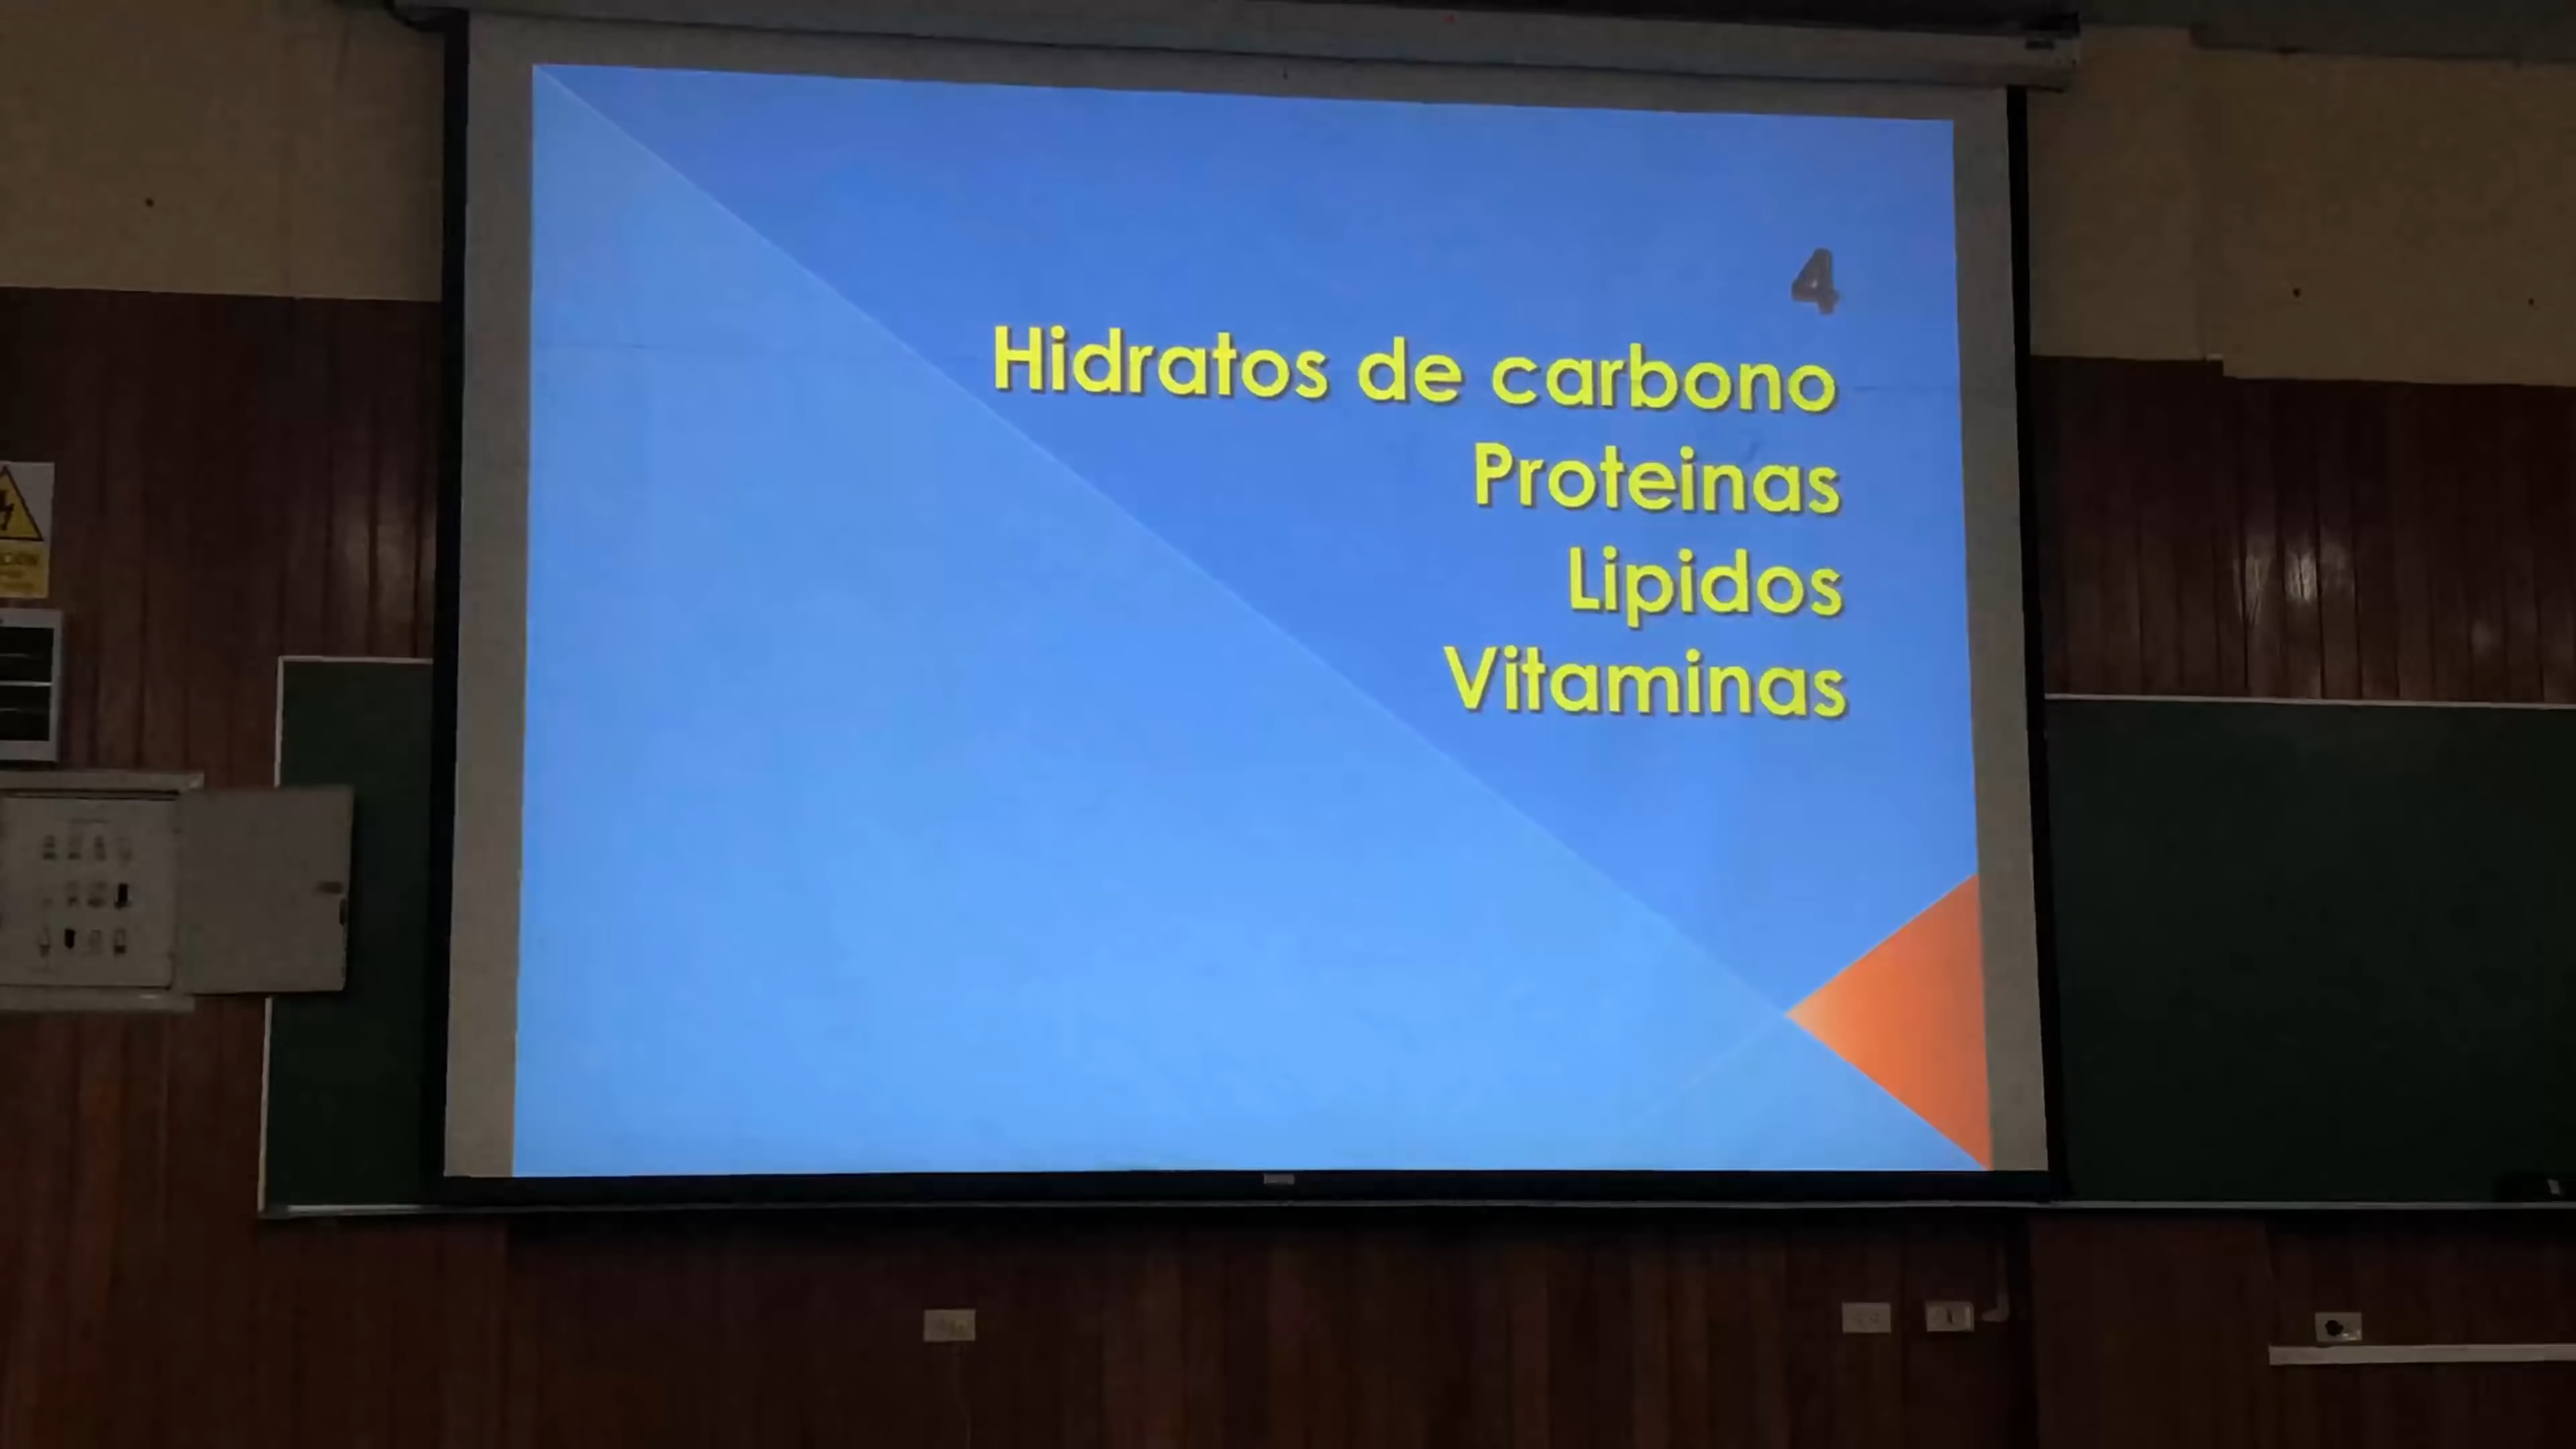 4
Hidratos de carbono
Proteinas
Lipidos
Vitaminas